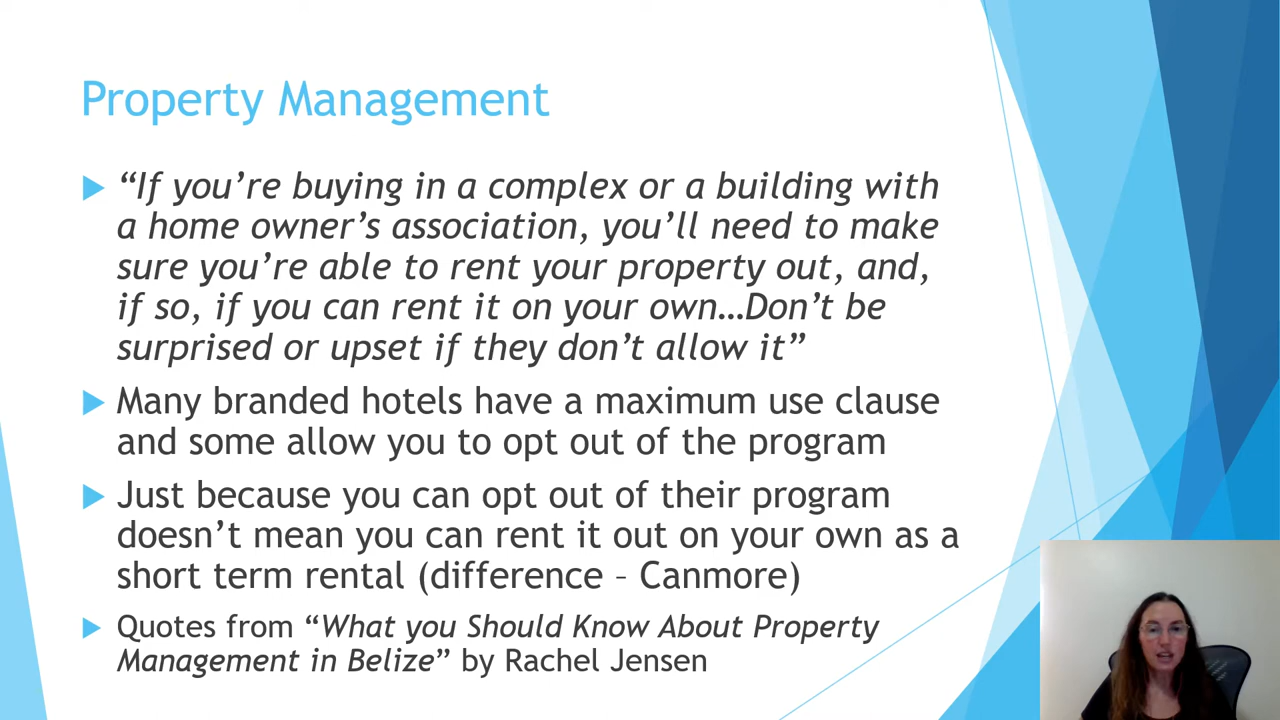 Property Management
“If you’re buying in a complex or a building with
a home owner’s association, you’ll need to make
sure you’re able to rent your property out, and,
if so, if you can rent it on your own…Don’t be
surprised or upset if they don’t allow it”
Many branded hotels have a maximum use clause
and some allow you to opt out of the program
Just because you can opt out of their program
doesn’t mean you can rent it out on your own as a
short term rental (difference – Canmore)
Quotes from “What you Should Know About Property
Management in Belize” by Rachel Jensen